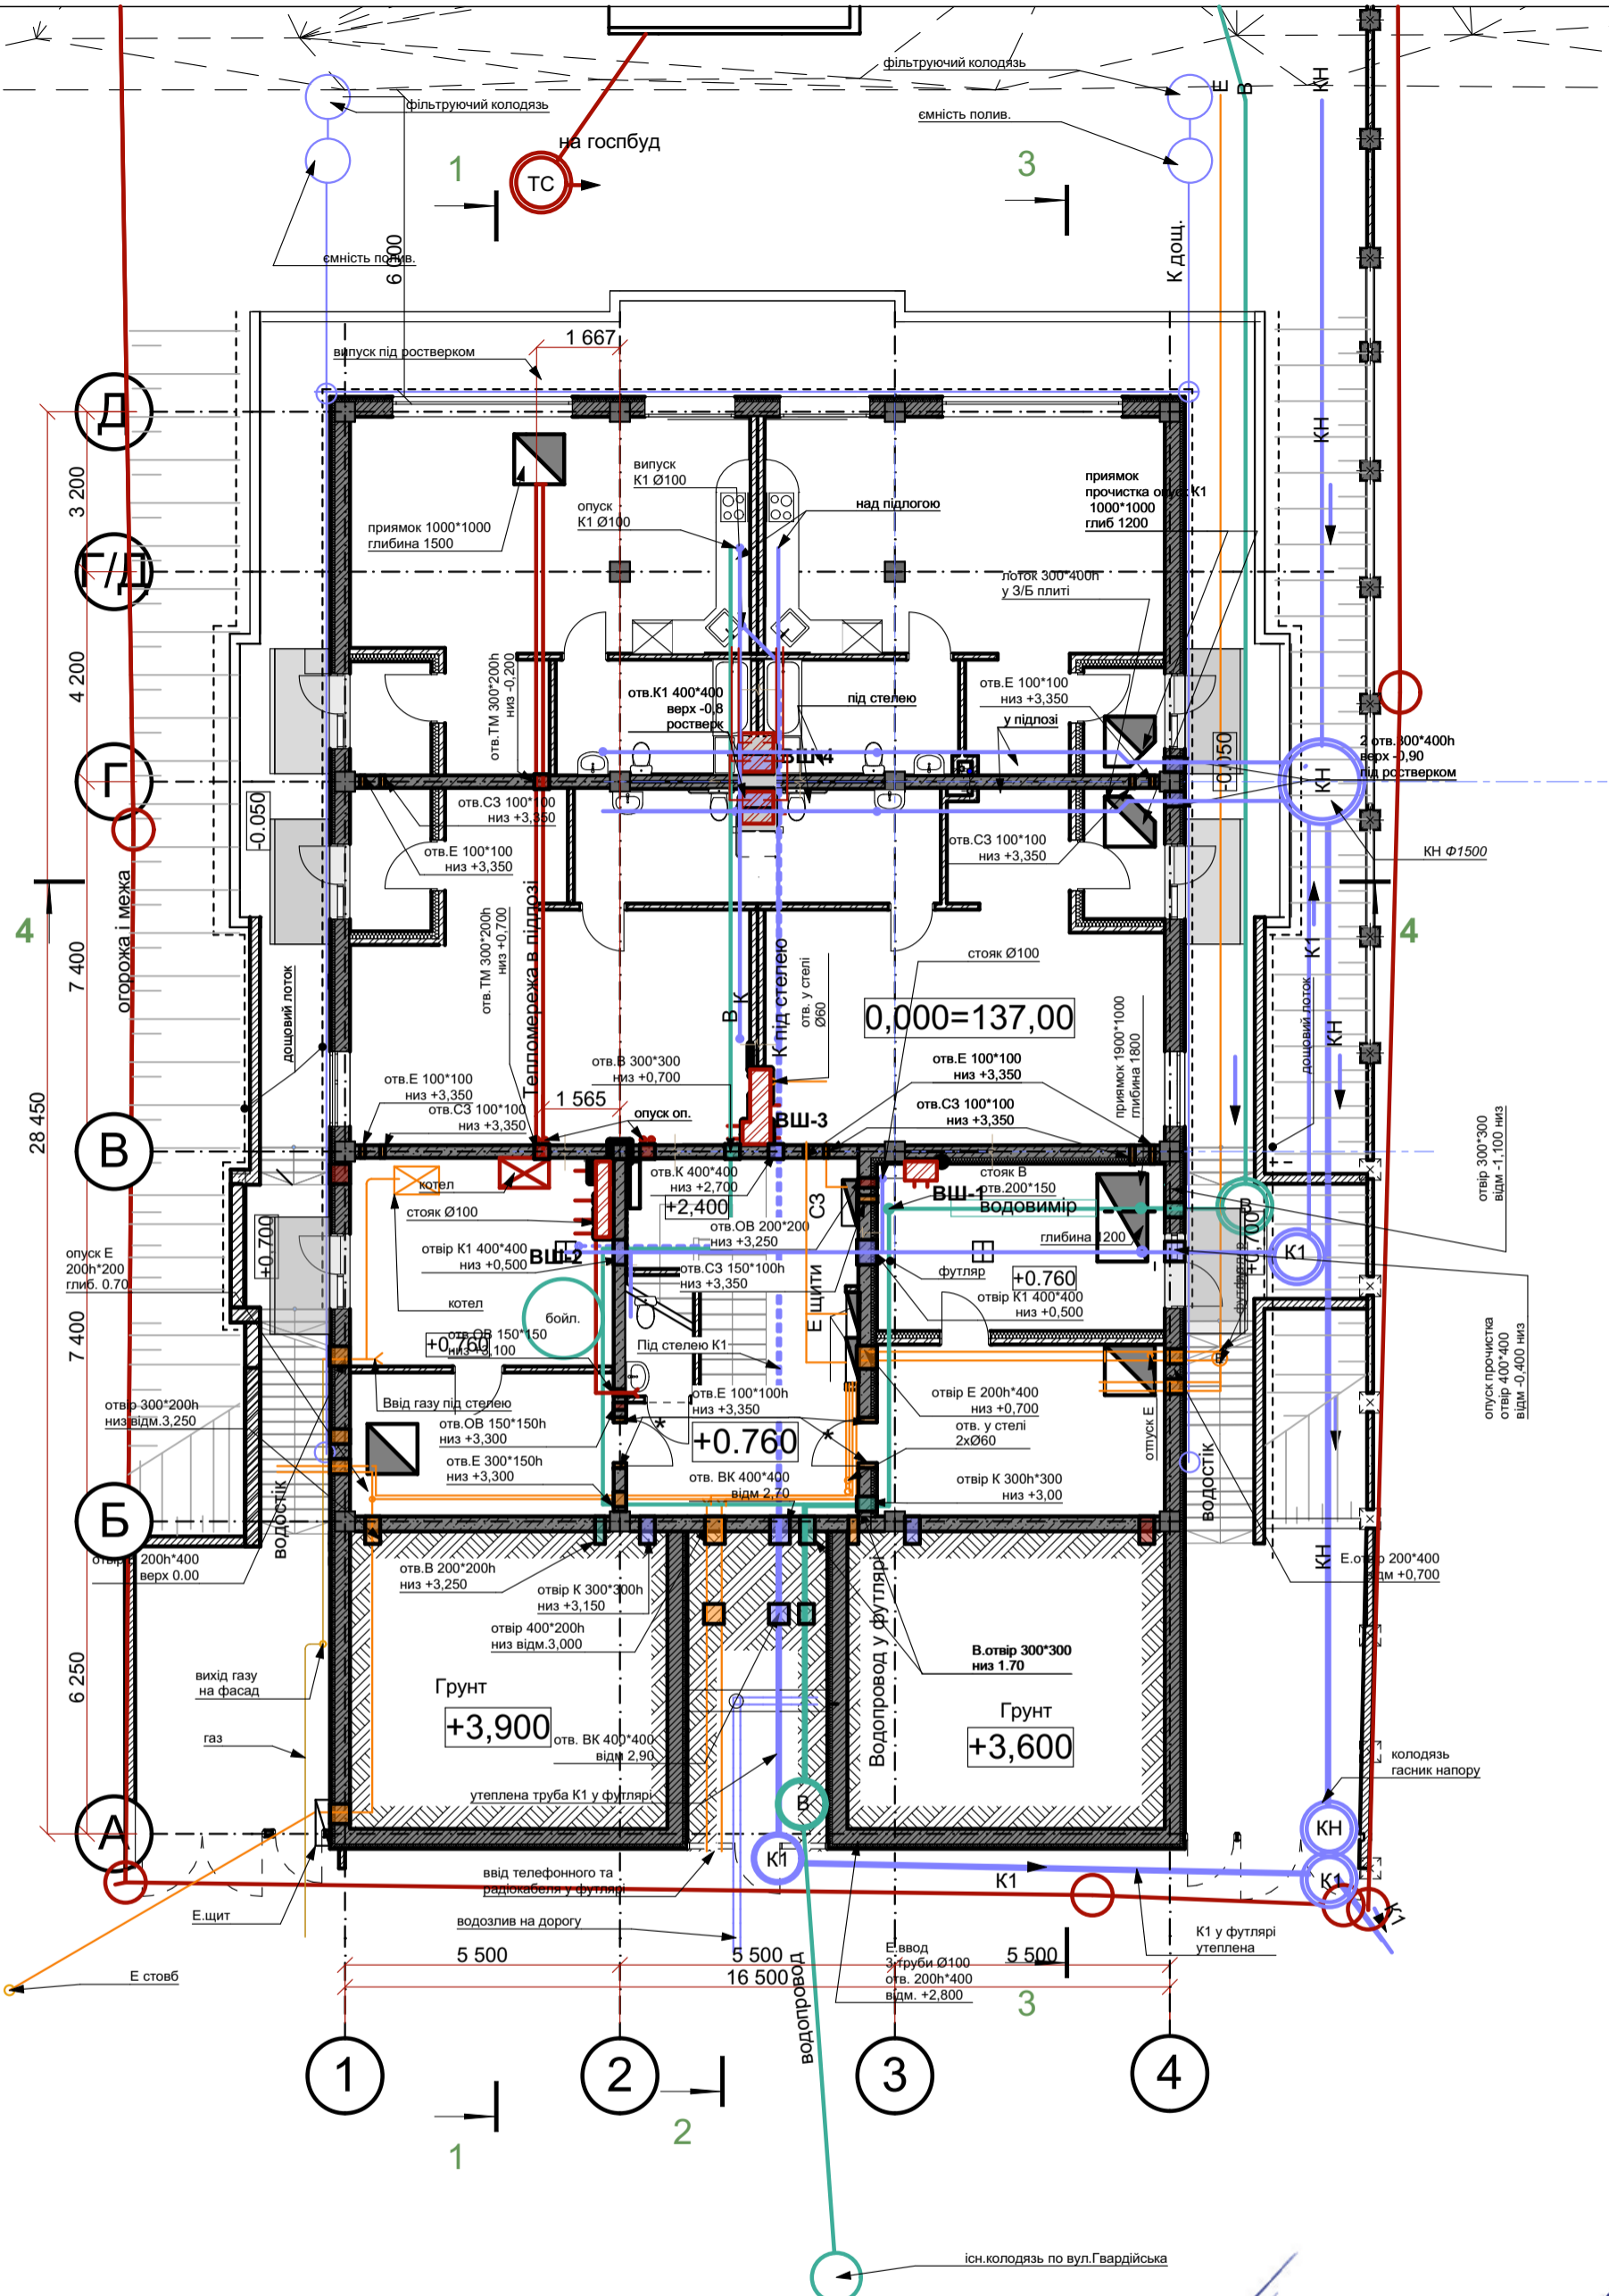 фільтруючий колодязь
ємність полив.
Е
В
КН
фільтруючий колодязь
на госпбуд
ТС
1
3
ємність полив.
6 000
К дощ.
1 667
випуск під ростверком
Д
3 200
випуск
К1 Ø100
опуск
К1 Ø100
над підлогою
приямок
прочистка опуск К1
1000*1000
глиб 1200
КН
приямок 1000*1000
глибина 1500
Г/Д
лоток 300*400h
у З/Б плиті
4 200
отв.ТМ 300*200h
низ -0,200
отв.К1 400*400
верх -0,8
ростверк
під стелею
отв.Е 100*100
низ +3,350
у підлозі
Г
ВШ-4
-0.050
2 отв.300*400h
верх -0,90
під ростверком
КН
-0.050
отв.СЗ 100*100
низ +3,350
отв.Е 100*100
низ +3,350
отв.СЗ 100*100
низ +3,350
КН Ф1500
4
4
огорожа і межа
7 400
28 450
отв.ТМ 300*200h
низ +0,700
Тепломережа в підлозі
В
К
К під стелею
отв. у стелі
Ø60
стояк Ø100
0,000=137,00
К1
КН
дощовий лоток
дощовий лоток
приямок 1900*1000
глибина 1800
отв.В 300*300
низ +0,700
отв.Е 100*100
низ +3,350
отв.СЗ 100*100
низ +3,350
1 565
опуск оп.
ВШ-3
отв.Е 100*100
низ +3,350
отв.СЗ 100*100
низ +3,350
В
отвір 300*300
відм -1,100 низ
котел
стояк Ø100
отв.К 400*400
низ +2,700
+2,400
отв.ОВ 200*200
низ +3,250
СЗ
стояк В
отв.200*150
ВШ-1
водовимір
глибина 1200
В
+0,700
+0,700
К1
опуск Е
200h*200
глиб. 0.70
отвір К1 400*400
низ +0,500
ВШ-2
отв.СЗ 150*100h
низ +3,350
футляр
+0.760
отвір К1 400*400
низ +0,500
7 400
котел
бойл.
Е щити
+0,760
отв.ОВ 150*150
низ +3,100
Під стелею К1
опуск прочистка
отвір 400*400
відм -0,400 низ
Ввід газу під стелею
отв.Е 100*100h
низ +3,350
отвір Е 200h*400
низ +0,700
отвір 300*200h
низ відм.3,250
отв.ОВ 150*150h
низ +3,300
+0.760
*
*
отв. у стелі
2хØ60
отпуск Е
отв.Е 300*150h
низ +3,300
отв. ВК 400*400
відм 2,70
отвір К 300h*300
низ +3,00
водостік
водостік
Б
200h*400
верх 0.00
КН
Е.отвір 200*400
відм +0,700
отв.В 200*200h
низ +3,250
отвір К 300*300h
низ +3,150
отвір 400*200h
низ відм.3,000
Водопровод у футлярі
В.отвір 300*300
низ 1.70
6 250
вихід газу
на фасад
Грунт
+3,900
Грунт
+3,600
газ
отв. ВК 400*400
відм 2,90
утеплена труба К1 у футлярі
колодязь
гасник напору
А
В
К1
КН
К1
К1
К1
ввід телефонного та
радіокабеля у футлярі
Е.щит
водозлив на дорогу
К1 у футлярі
утеплена
5 500
5 500
5 500
16 500
Е.ввод
3 труби Ø100
отв. 200h*400
відм. +2,800
Е стовб
водопровод
3
1
2
3
4
1
2
існ.колодязь по вул.Гвардійська